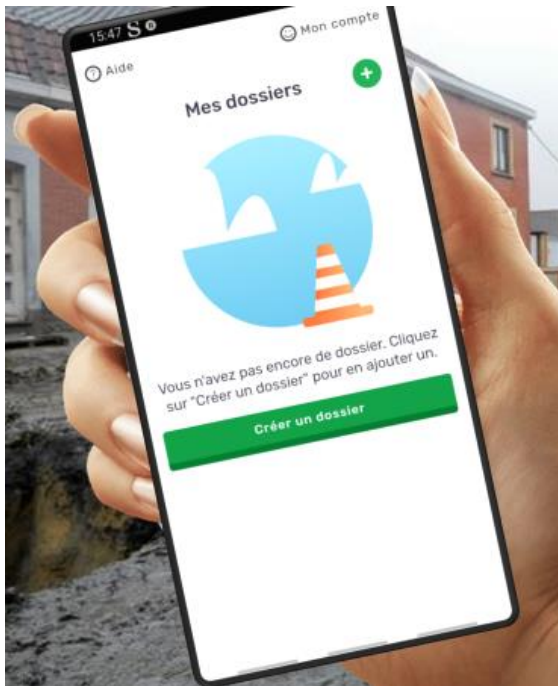 15:47 S
Aide
Mon compte
Mes dossiers
+
Vous n'avez pas encore de dossier. Cliquez
sur "Créer un dossier" pour en ajouter un.
Créer un dossier